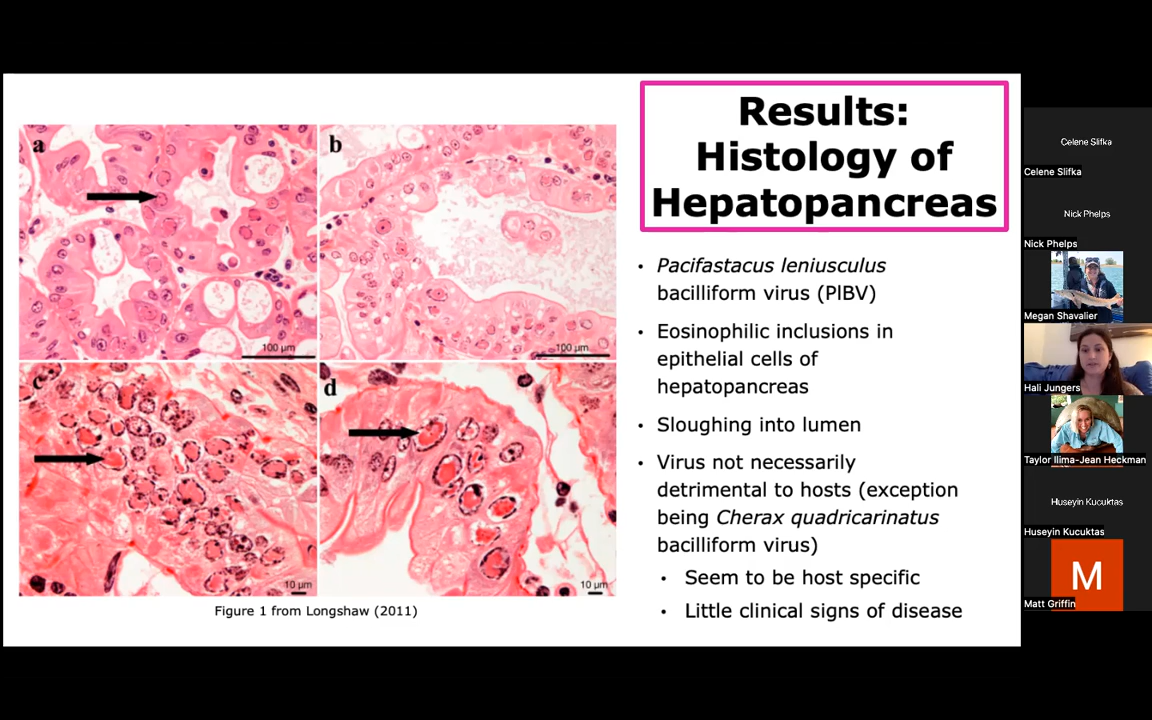 a
b
100 µm
100 µm
c
d
10 µm
10 µm
Figure 1 from Longshaw (2011)
Results:
Histology of
Hepatopancreas
• Pacifastacus leniusculus
bacilliform virus (PlBV)
• Eosinophilic inclusions in
epithelial cells of
hepatopancreas
• Sloughing into lumen
• Virus not necessarily
detrimental to hosts (exception
being Cherax quadricarinatus
bacilliform virus)
• Seem to be host specific
• Little clinical signs of disease
Celene Slifka
Celene Slifka
Nick Phelps
Nick Phelps
Megan Shavalier
Hali Jungers
Taylor Ilima-Jean Heckman
Huseyin Kucuktas
Huseyin Kucuktas
M
Matt Griffin